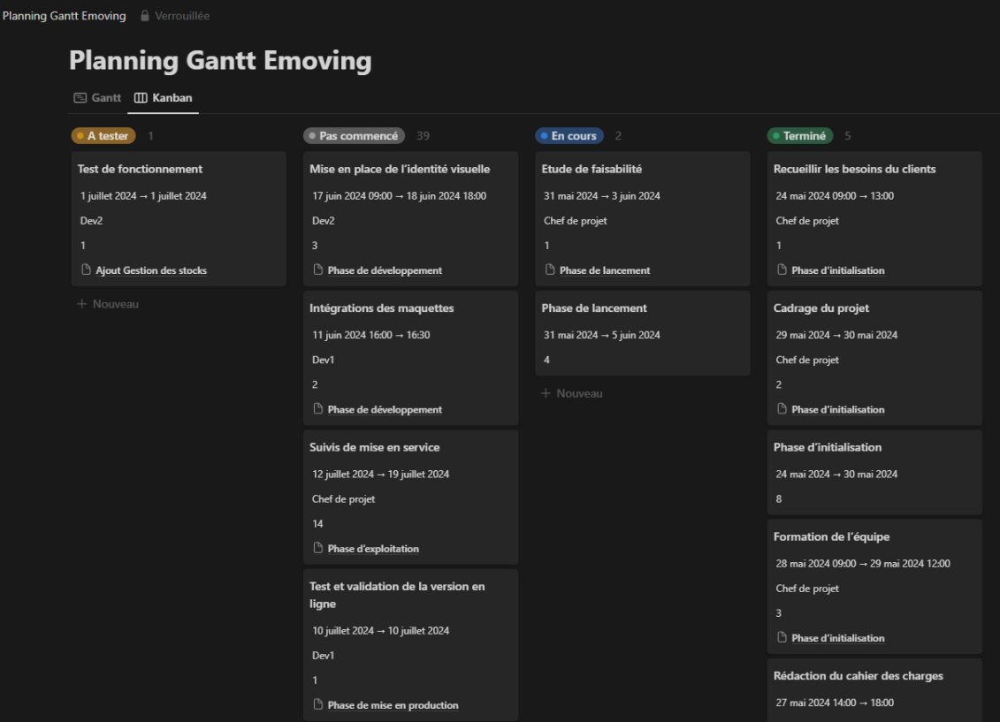 Planning Gantt Emoving Verrouillée
Planning Gantt Emoving
Gantt Kanban
A tester 1
Test de fonctionnement
1 juillet 2024 → 1 juillet 2024
Dev2
1
Ajout Gestion des stocks
+ Nouveau
Pas commencé 39
Mise en place de l’identité visuelle
17 juin 2024 09:00 → 18 juin 2024 18:00
Dev2
3
Phase de développement
Intégrations des maquettes
11 juin 2024 16:00 → 16:30
Dev1
2
Phase de développement
Suivis de mise en service
12 juillet 2024 → 19 juillet 2024
Chef de projet
14
Phase d’exploitation
Test et validation de la version en
ligne
10 juillet 2024 → 10 juillet 2024
Dev1
1
Phase de mise en production
En cours 2
Etude de faisabilité
31 mai 2024 → 3 juin 2024
Chef de projet
1
Phase de lancement
Phase de lancement
31 mai 2024 → 5 juin 2024
4
+ Nouveau
Terminé 5
Recueillir les besoins du clients
24 mai 2024 09:00 → 13:00
Chef de projet
1
Phase d’initialisation
Cadrage du projet
29 mai 2024 → 30 mai 2024
Chef de projet
2
Phase d’initialisation
Phase d’initialisation
24 mai 2024 → 30 mai 2024
8
Formation de l’équipe
28 mai 2024 09:00 → 29 mai 2024 12:00
Chef de projet
3
Phase d’initialisation
Rédaction du cahier des charges
27 mai 2024 14:00 → 18:00